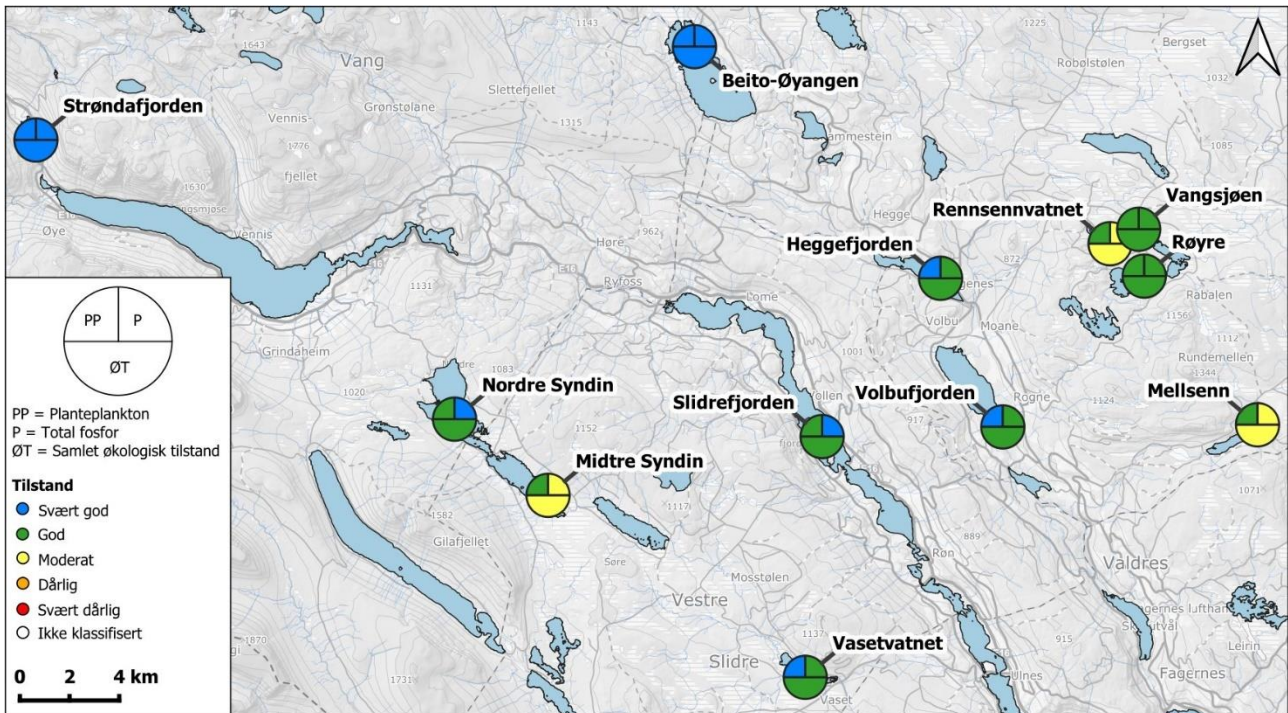 1143
1225
Bergset
1643
Vang
Robølstølen
Slettefjellet
Beito-Øyangen
1032
Strøndafjorden
Grønstølane
Vennis-
1315
1776
1085
fjellet
Vangsjøen
1630
Rennsennvatnet
Hegge
Øye
Vennis
Høre
962
Heggefjorden
872
Røyre
E16
1131
Ryfoss
Lome
Volbu
Moane
Rabalen
1156
PP
P
ØT
Grindaheim
1112
Rundemellen
1344
1083
1001
1020
Nordre Syndin
Slidrefjorden
Volbufjorden
Rogne
Mellsenn
PP = Planteplankton
P = Total fosfor
ØT = Samlet økologisk tilstand
1152
917
1124
Midtre Syndin
Tilstand
Svært god
God
Moderat
Dårlig
Svært dårlig
Ikke klassifisert
1071
1117
1582
Gilafjellet
889
Søre
Røn
Mosstølen
Valdres
Vestre
1137
Vasetvatnet
915
Leirin
1870
Slidre
Ulnes
Fagernes
1731
Vaset
0 2 4 km